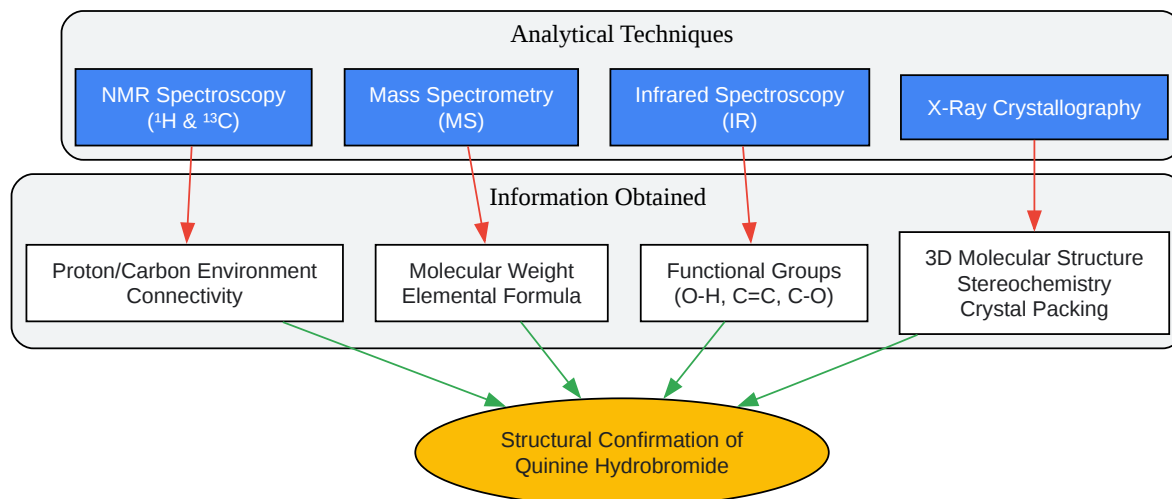 Analytical Techniques
NMR Spectroscopy
(¹H & ¹³C)
Mass Spectrometry
(MS)
Infrared Spectroscopy
(IR)
X-Ray Crystallography
Information Obtained
Proton/Carbon Environment
Connectivity
Molecular Weight
Elemental Formula
Functional Groups
(O-H, C=C, C-O)
3D Molecular Structure
Stereochemistry
Crystal Packing
Structural Confirmation of
Quinine Hydrobromide